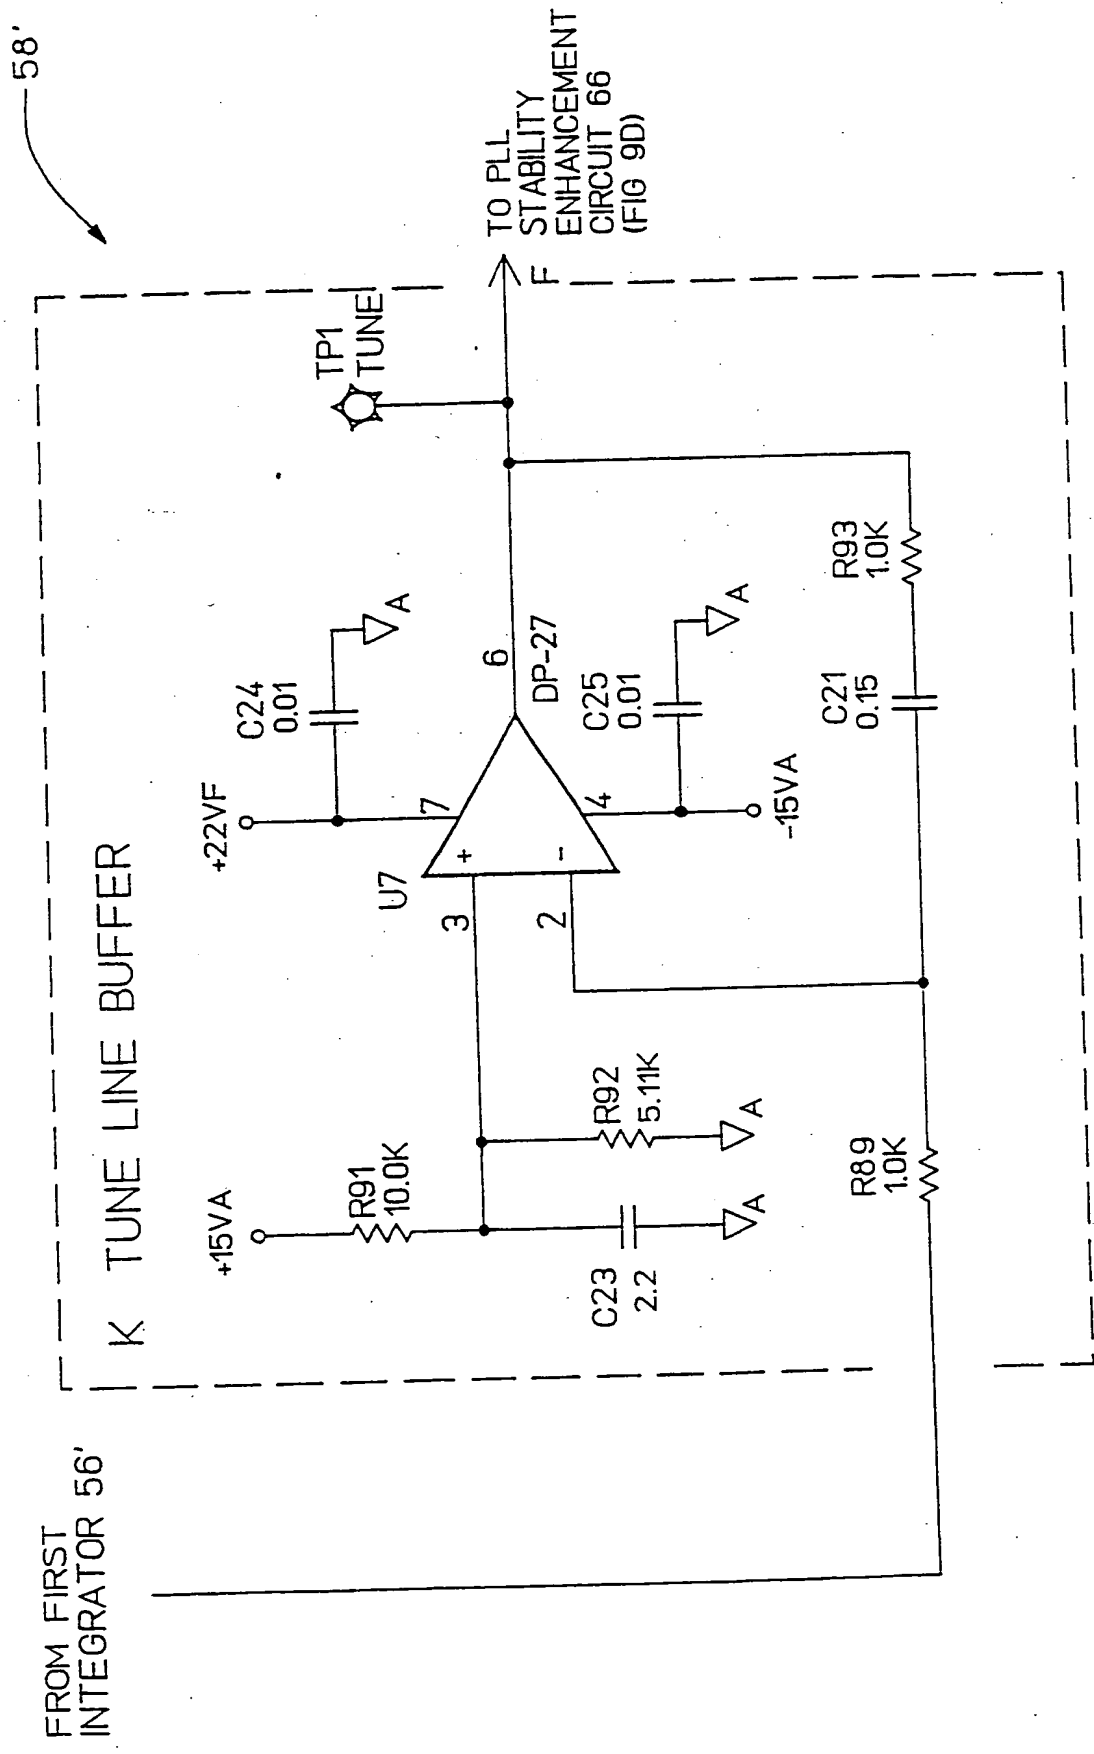 58'
K TUNE LINE BUFFER
FROM FIRST
INTEGRATOR 56'
+15VA
R91
10.0K
C23
2.2
A
R92
5.11K
A
+22VF
C24
0.01
A
U7
3
+
7
2
-
4
6
DP-27
C25
0.01
A
-15VA
TP1
TUNE
F
TO PLL
STABILITY
ENHANCEMENT
CIRCUIT 66
(FIG 9D)
R89
1.0K
C21
0.15
R93
1.0K